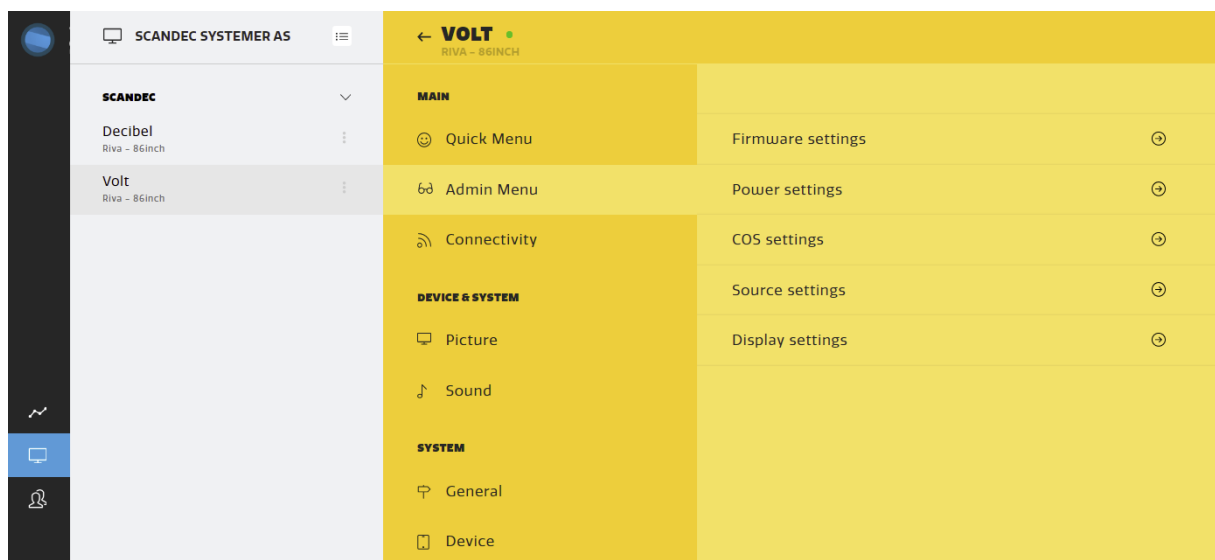 SCANDEC SYSTEMER AS
SCANDEC
Decibel
Riva - 86inch
Volt
Riva - 86inch
VOLT
RIVA - 86INCH
MAIN
Quick Menu
Admin Menu
Connectivity
DEVICE & SYSTEM
Picture
Sound
SYSTEM
General
Device
Firmware settings
Power settings
COS settings
Source settings
Display settings